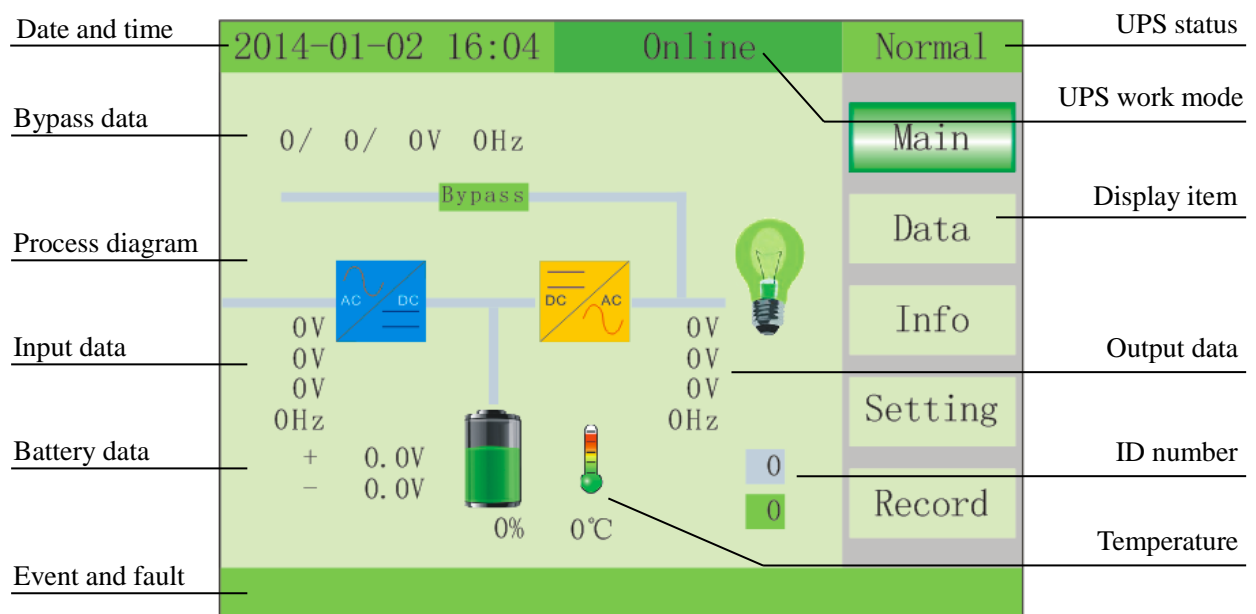 Date and time
2014-01-02 16:04
Online
Normal
UPS status
UPS work mode
Bypass data
0/ 0/ 0V 0Hz
Main
Bypass
Display item
Data
Process diagram
AC DC
DC AC
Info
Input data
0V
0V
0V
0Hz
0V
0V
0V
0Hz
Output data
Setting
Battery data
+ 0.0V
- 0.0V
0%
0℃
0
0
ID number
Record
Temperature
Event and fault